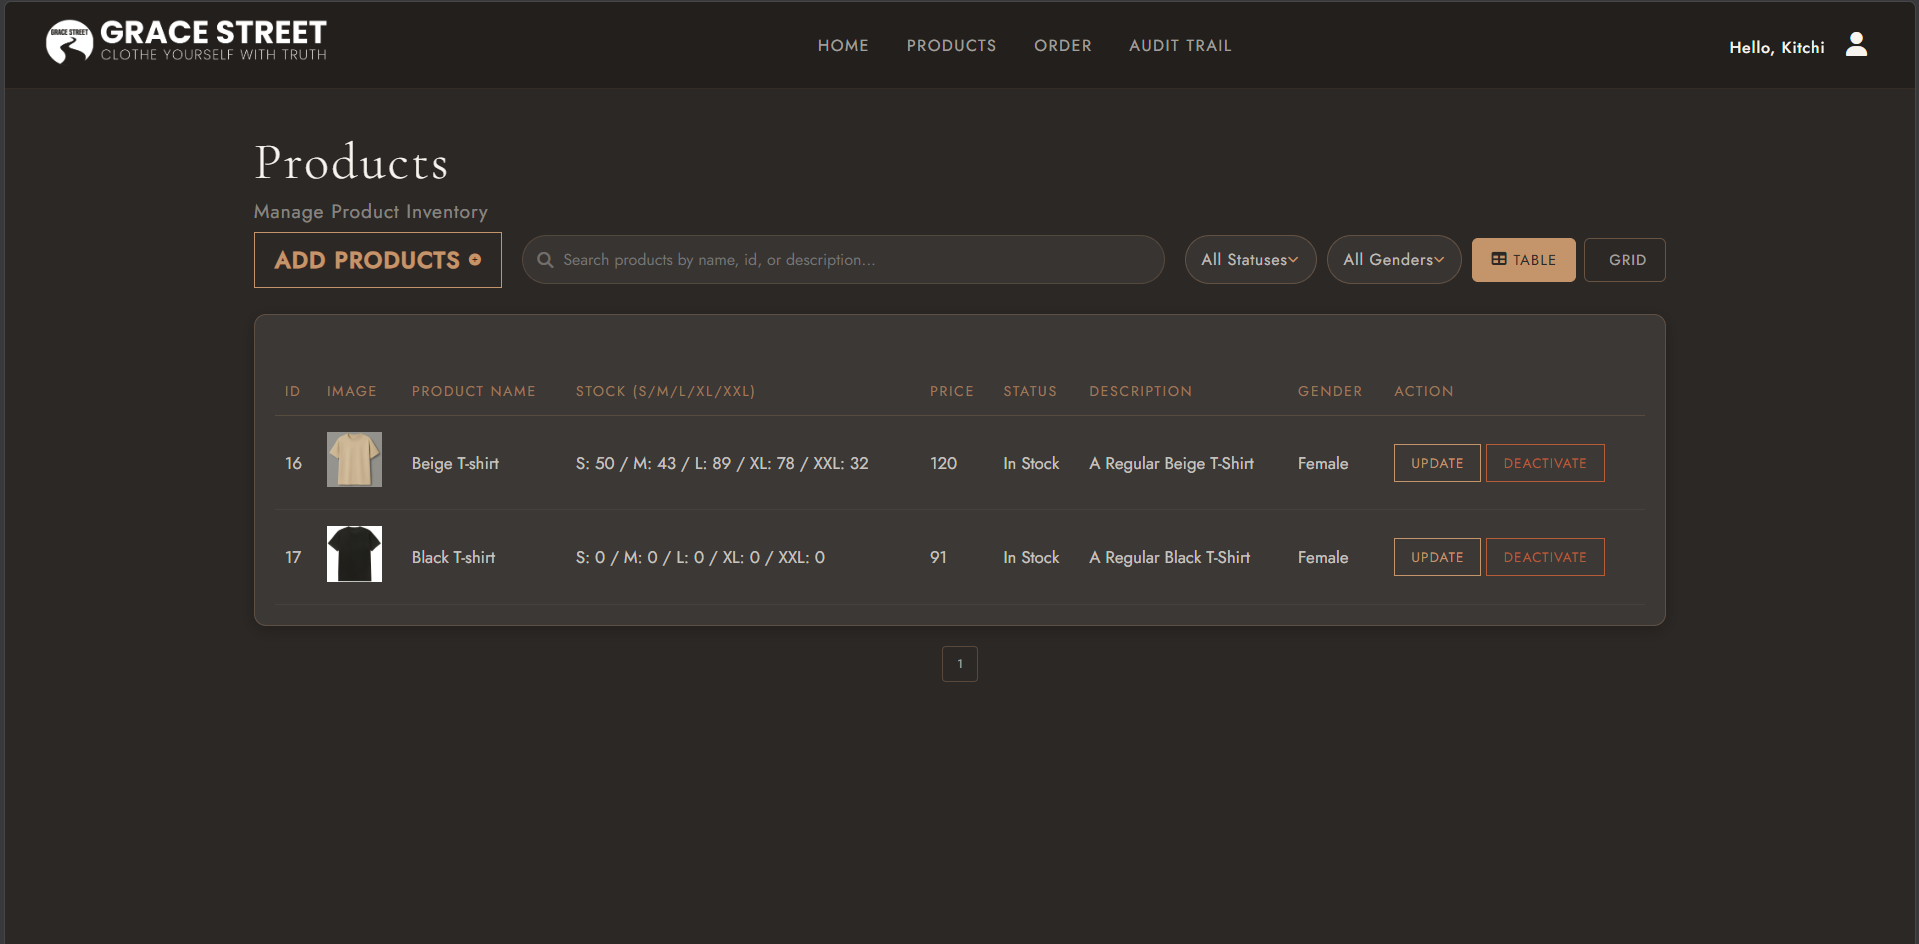 GRACE STREET
GRACE STREET
CLOTHE YOURSELF WITH TRUTH
HOME PRODUCTS ORDER AUDIT TRAIL
Hello, Kitchi
Products
Manage Product Inventory
ADD PRODUCTS
Search products by name, id, or description...
All Statuses
All Genders
TABLE
GRID
ID IMAGE PRODUCT NAME STOCK (S/M/L/XL/XXL) PRICE STATUS DESCRIPTION GENDER ACTION
16 Beige T-shirt S: 50 / M: 43 / L: 89 / XL: 78 / XXL: 32 120 In Stock A Regular Beige T-Shirt Female UPDATE DEACTIVATE
17 Black T-shirt S: 0 / M: 0 / L: 0 / XL: 0 / XXL: 0 91 In Stock A Regular Black T-Shirt Female UPDATE DEACTIVATE
1